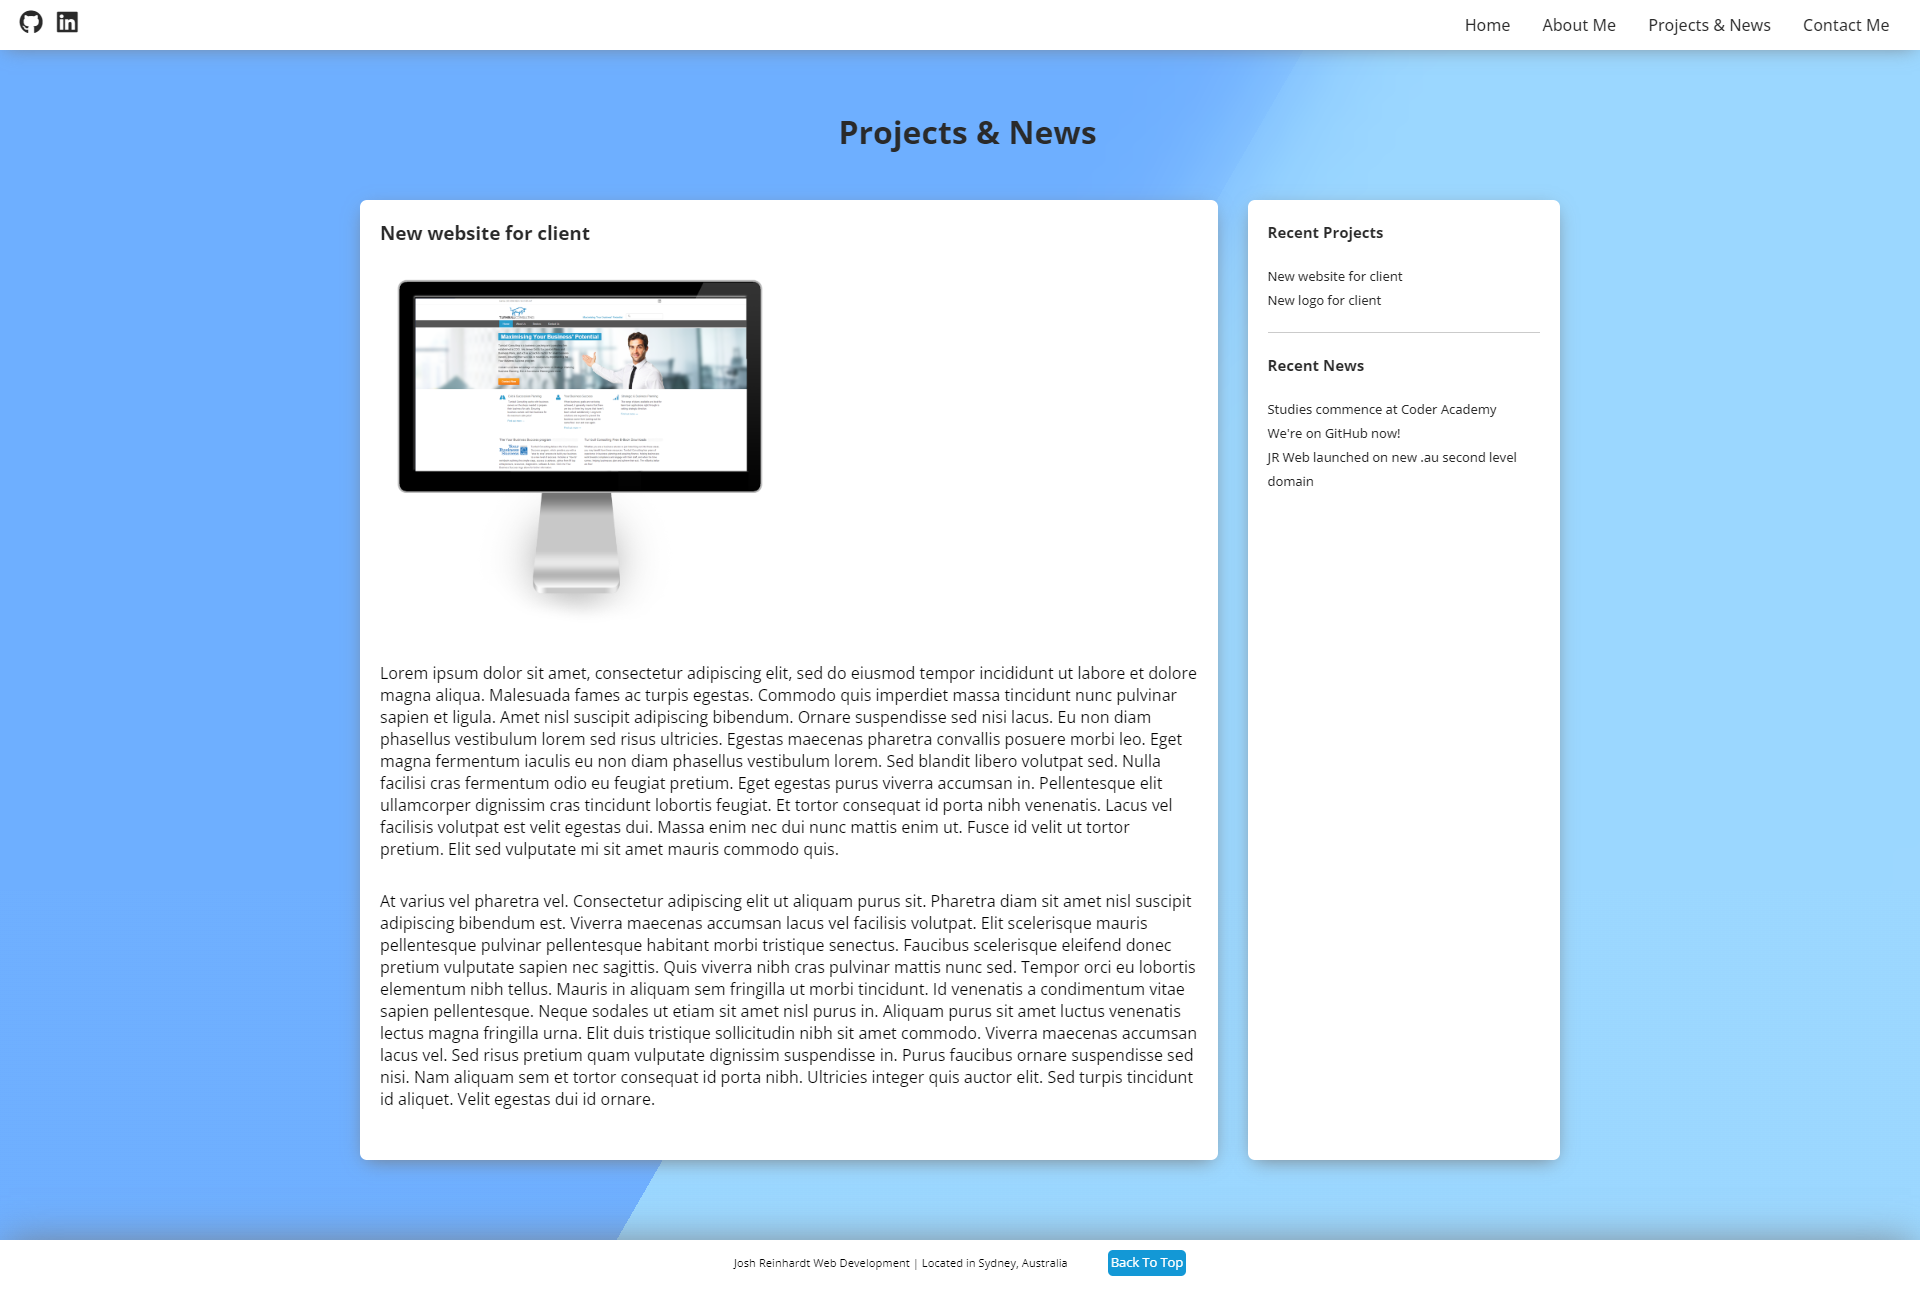 Home About Me Projects & News Contact Me
Projects & News
New website for client
Maximising Your Business' Potential
Lorem ipsum dolor sit amet, consectetur adipiscing elit, sed do eiusmod tempor incididunt ut labore et dolore
magna aliqua. Malesuada fames ac turpis egestas. Commodo quis imperdiet massa tincidunt nunc pulvinar
sapien et ligula. Amet nisl suscipit adipiscing bibendum. Ornare suspendisse sed nisi lacus. Eu non diam
phasellus vestibulum lorem sed risus ultricies. Egestas maecenas pharetra convallis posuere morbi leo. Eget
magna fermentum iaculis eu non diam phasellus vestibulum lorem. Sed blandit libero volutpat sed. Nulla
facilisi cras fermentum odio eu feugiat pretium. Eget egestas purus viverra accumsan in. Pellentesque elit
ullamcorper dignissim cras tincidunt lobortis feugiat. Et tortor consequat id porta nibh venenatis. Lacus vel
facilisis volutpat est velit egestas dui. Massa enim nec dui nunc mattis enim ut. Fusce id velit ut tortor
pretium. Elit sed vulputate mi sit amet mauris commodo quis.
At varius vel pharetra vel. Consectetur adipiscing elit ut aliquam purus sit. Pharetra diam sit amet nisl suscipit
adipiscing bibendum est. Viverra maecenas accumsan lacus vel facilisis volutpat. Elit scelerisque mauris
pellentesque pulvinar pellentesque habitant morbi tristique senectus. Faucibus scelerisque eleifend donec
pretium vulputate sapien nec sagittis. Quis viverra nibh cras pulvinar mattis nunc sed. Tempor orci eu lobortis
elementum nibh tellus. Mauris in aliquam sem fringilla ut morbi tincidunt. Id venenatis a condimentum vitae
sapien pellentesque. Neque sodales ut etiam sit amet nisl purus in. Aliquam purus sit amet luctus venenatis
lectus magna fringilla urna. Elit duis tristique sollicitudin nibh sit amet commodo. Viverra maecenas accumsan
lacus vel. Sed risus pretium quam vulputate dignissim suspendisse in. Purus faucibus ornare suspendisse sed
nisi. Nam aliquam sem et tortor consequat id porta nibh. Ultricies integer quis auctor elit. Sed turpis tincidunt
id aliquet. Velit egestas dui id ornare.
Recent Projects
New website for client
New logo for client
Recent News
Studies commence at Coder Academy
We're on GitHub now!
JR Web launched on new .au second level
domain
Josh Reinhardt Web Development | Located in Sydney, Australia
Back To Top